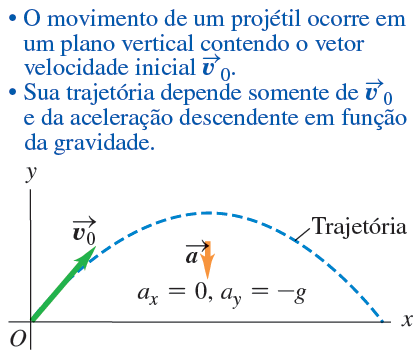 • O movimento de um projétil ocorre em
um plano vertical contendo o vetor
velocidade inicial v⃗₀.
• Sua trajetória depende somente de v⃗₀
e da aceleração descendente em função
da gravidade.
y
v⃗₀
Trajetória
a⃗
aₓ = 0, a_y = −g
x
O